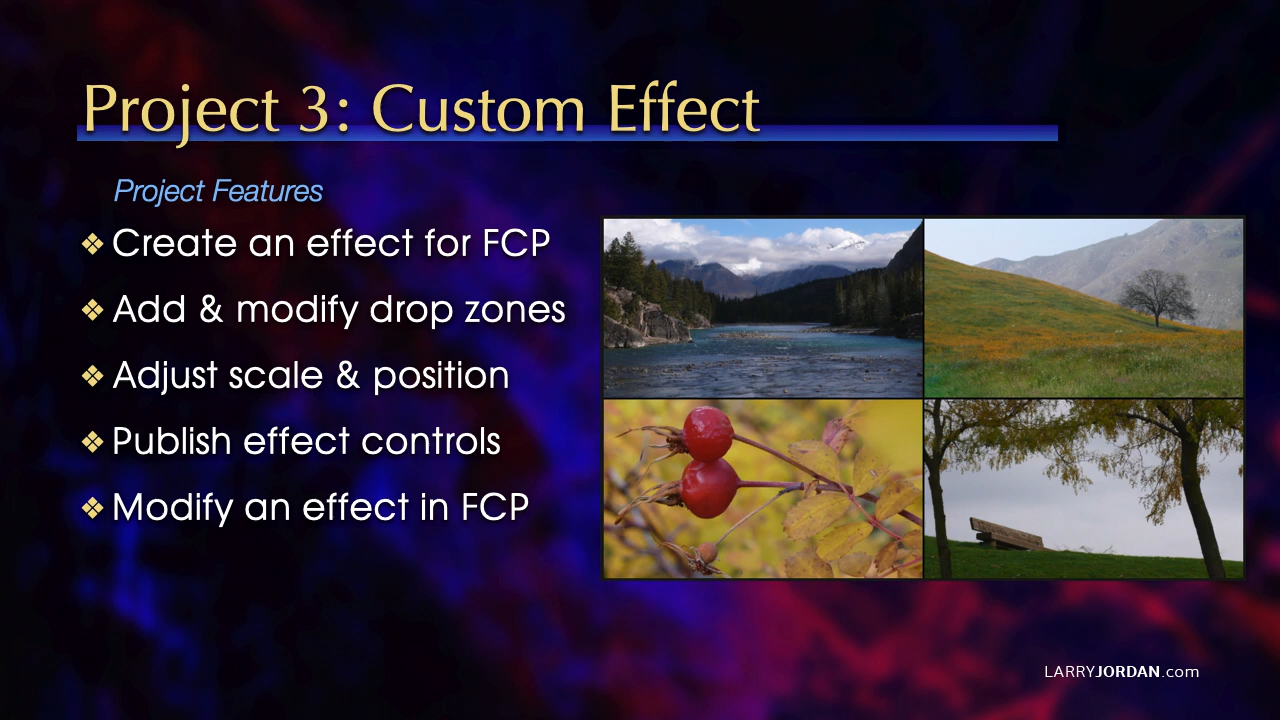 Project 3: Custom Effect
Project Features
❖ Create an effect for FCP
❖ Add & modify drop zones
❖ Adjust scale & position
❖ Publish effect controls
❖ Modify an effect in FCP
LARRYJORDAN.com